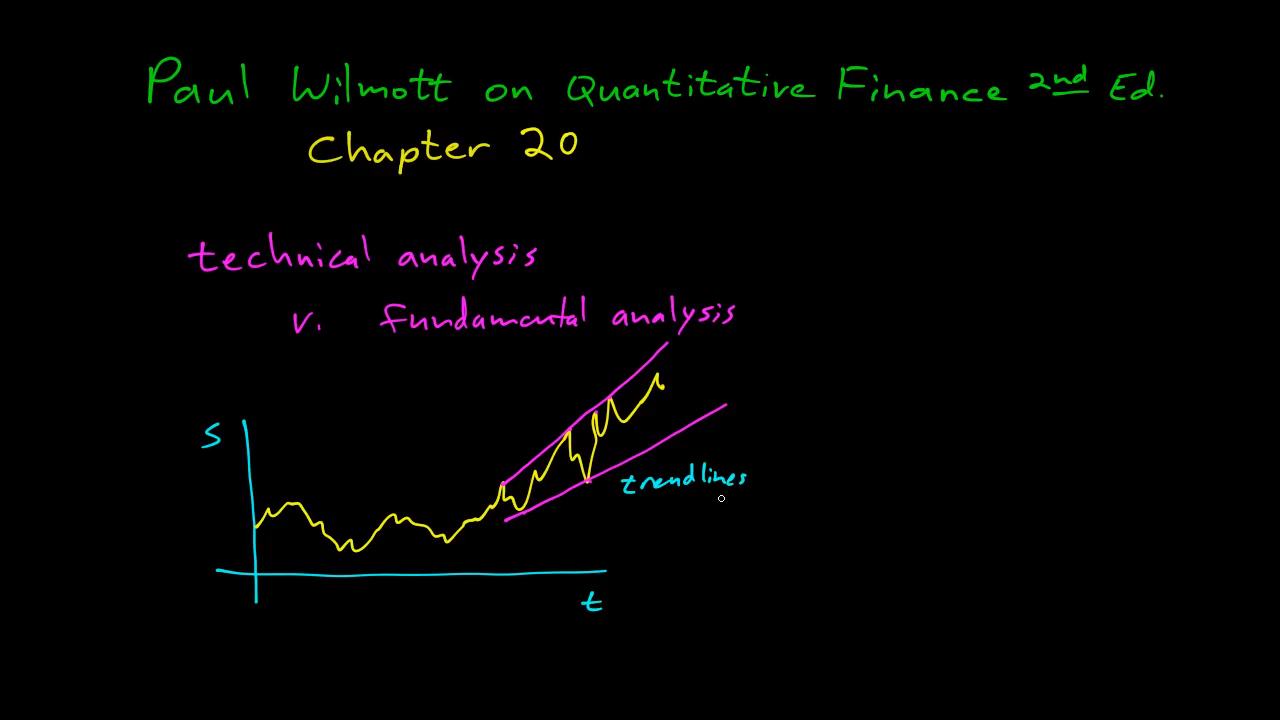 Paul Wilmott on Quantitative Finance 2nd Ed.
Chapter 20
technical analysis
v. fundamental analysis
S
trendlines
t